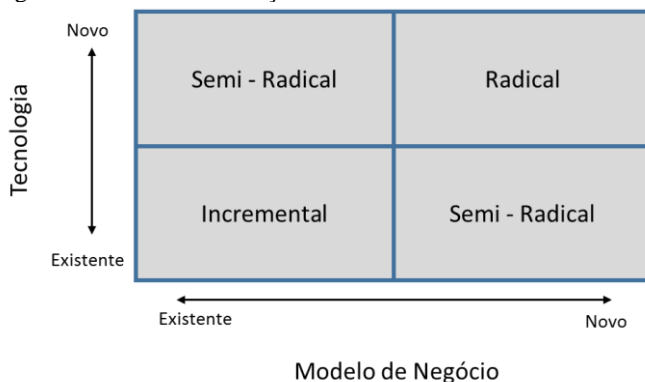 Novo
Semi - Radical
Radical
Tecnologia
Incremental
Semi - Radical
Existente
Existente
Novo
Modelo de Negócio